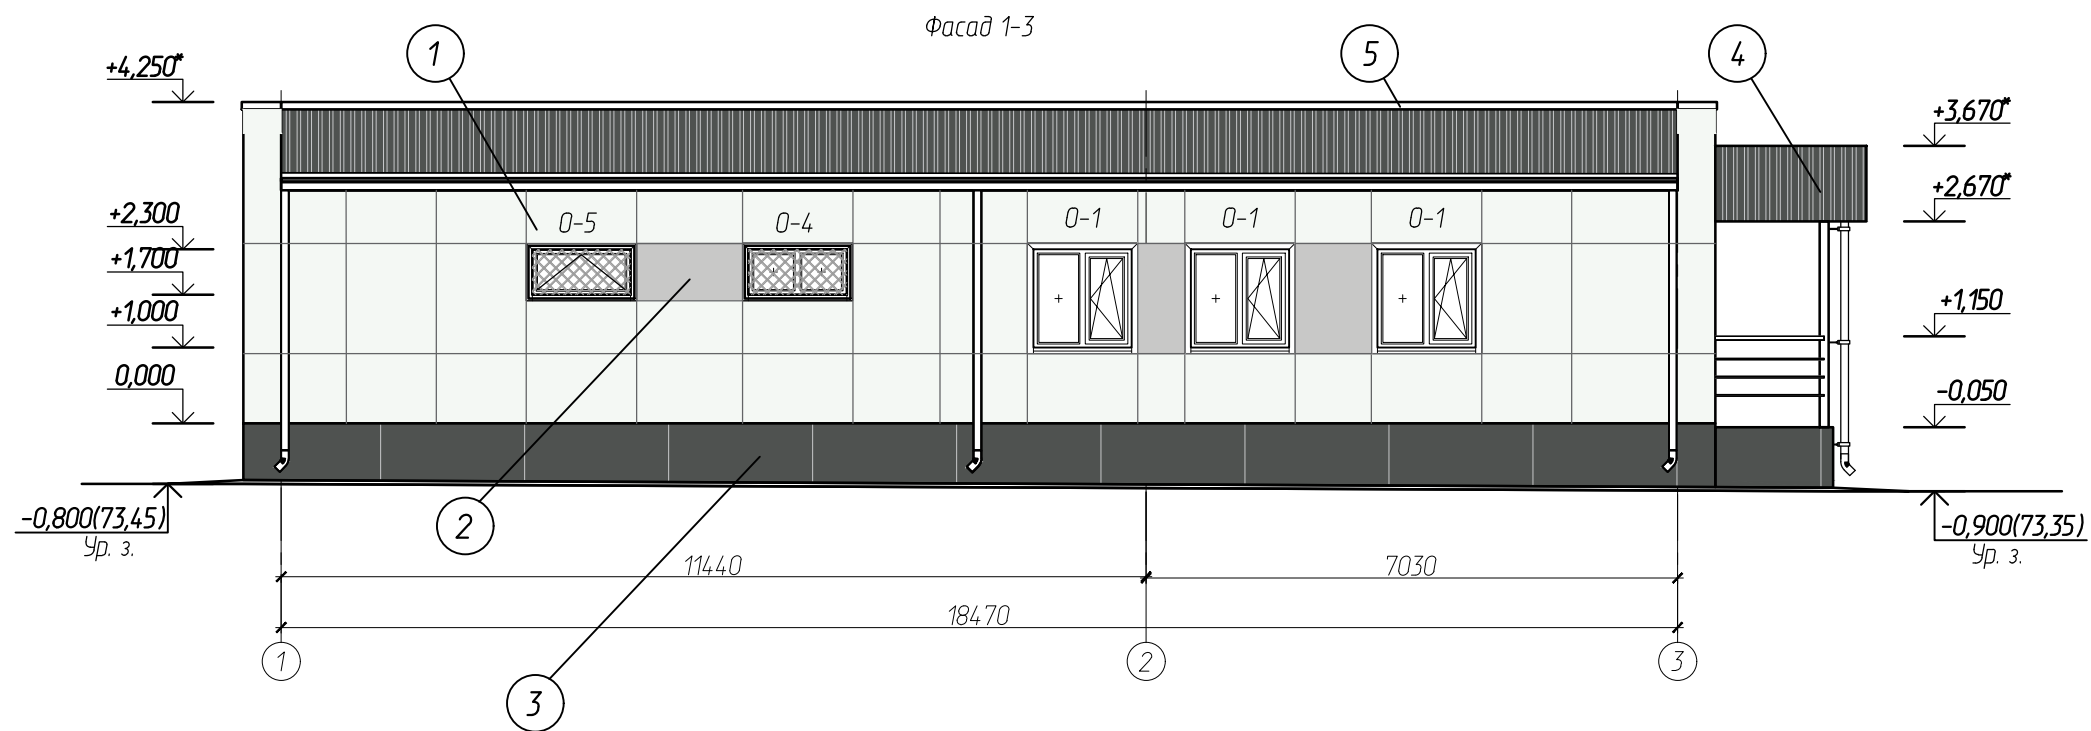 Фасад 1-3
1
5
4
+4,250*
+3,670*
+2,670*
+2,300
О-5
О-4
О-1
О-1
О-1
+1,700
+1,000
+1,150
0,000
-0,050
-0,800(73,45)
Ур. з.
2
-0,900(73,35)
Ур. з.
11440
7030
18470
1
2
3
3